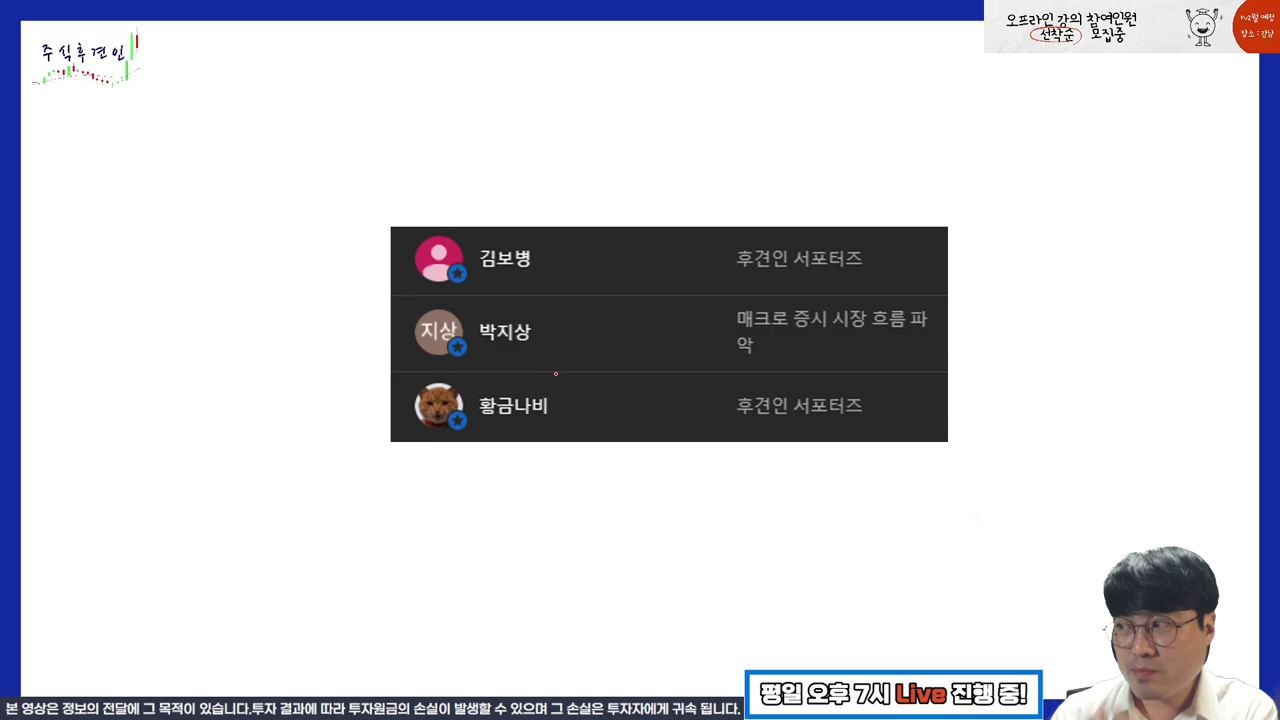 주식후견인
오프라인 강의 참여인원
선착순 모집중
장소 : 강남
김보병
후견인 서포터즈
지상
박지상
매크로 증시 시장 흐름 파
악
황금나비
후견인 서포터즈
평일 오후 7시 Live 진행 중!
본 영상은 정보의 전달에 그 목적이 있습니다.투자 결과에 따라 투자원금의 손실이 발생할 수 있으며 그 손실은 투자자에게 귀속 됩니다.